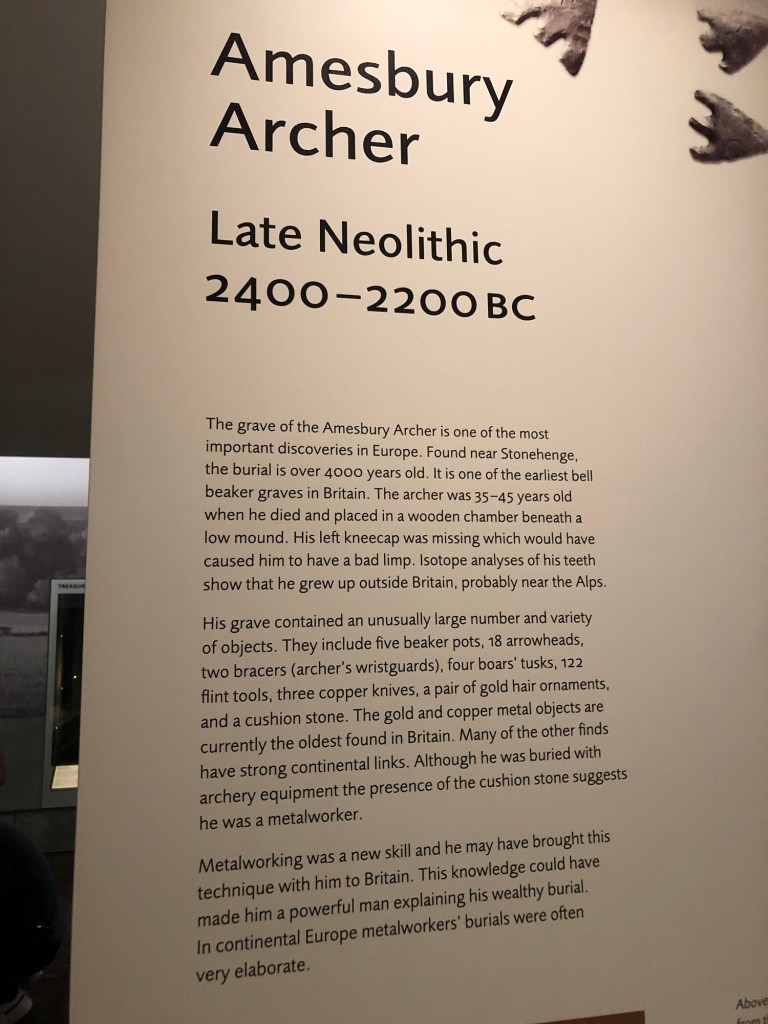 Amesbury
Archer
Late Neolithic
2400–2200 BC
The grave of the Amesbury Archer is one of the most
important discoveries in Europe. Found near Stonehenge,
the burial is over 4000 years old. It is one of the earliest bell
beaker graves in Britain. The archer was 35–45 years old
when he died and placed in a wooden chamber beneath a
low mound. His left kneecap was missing which would have
caused him to have a bad limp. Isotope analyses of his teeth
show that he grew up outside Britain, probably near the Alps.
His grave contained an unusually large number and variety
of objects. They include five beaker pots, 18 arrowheads,
two bracers (archer's wristguards), four boars' tusks, 122
flint tools, three copper knives, a pair of gold hair ornaments,
and a cushion stone. The gold and copper metal objects are
currently the oldest found in Britain. Many of the other finds
have strong continental links. Although he was buried with
archery equipment the presence of the cushion stone suggests
he was a metalworker.
Metalworking was a new skill and he may have brought this
technique with him to Britain. This knowledge could have
made him a powerful man explaining his wealthy burial.
In continental Europe metalworkers' burials were often
very elaborate.
Above
from